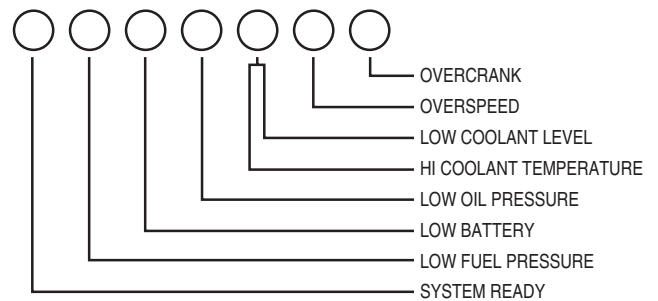 OVERCRANK
OVERSPEED
LOW COOLANT LEVEL
HI COOLANT TEMPERATURE
LOW OIL PRESSURE
LOW BATTERY
LOW FUEL PRESSURE
SYSTEM READY